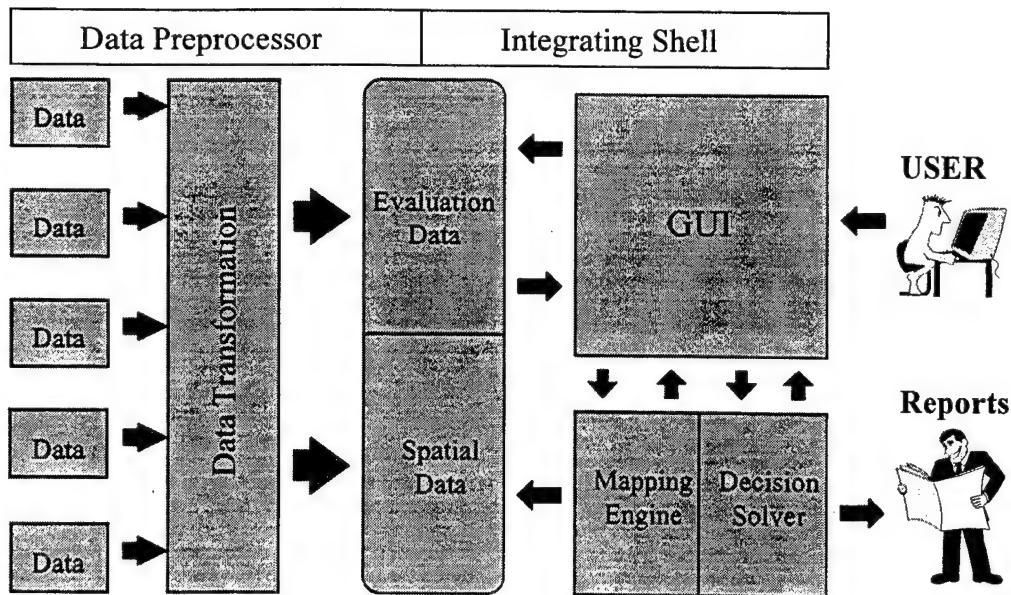 Data Preprocessor
Integrating Shell
Data
Data
Data
Data
Data
Data Transformation
Evaluation
Data
Spatial
Data
GUI
Mapping
Engine
Decision
Solver
USER
Reports